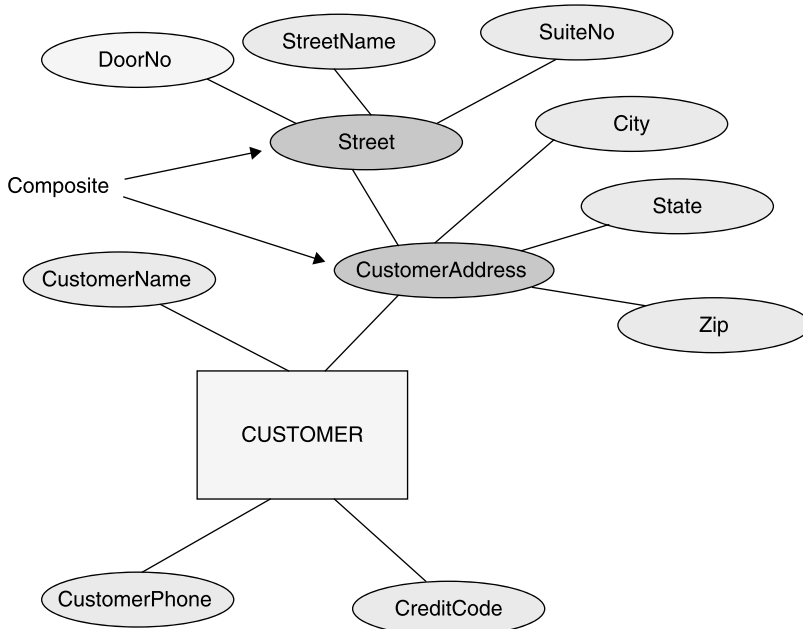 StreetName
SuiteNo
DoorNo
Street
City
Composite
State
CustomerAddress
CustomerName
Zip
CUSTOMER
CustomerPhone
CreditCode